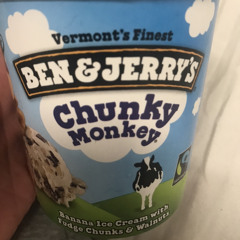 Vermont's Finest
BEN & JERRY'S
Chunky
Monkey
Banana Ice Cream with
Fudge Chunks & Walnuts